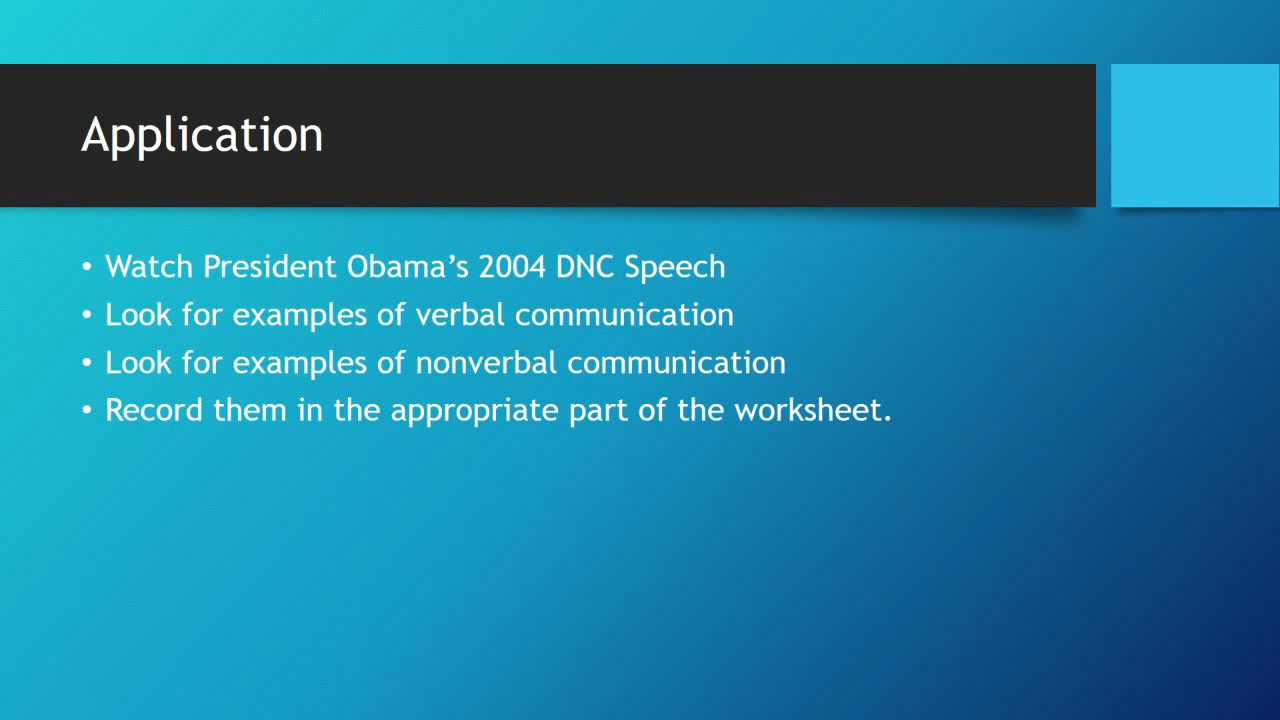 Application
• Watch President Obama’s 2004 DNC Speech
• Look for examples of verbal communication
• Look for examples of nonverbal communication
• Record them in the appropriate part of the worksheet.